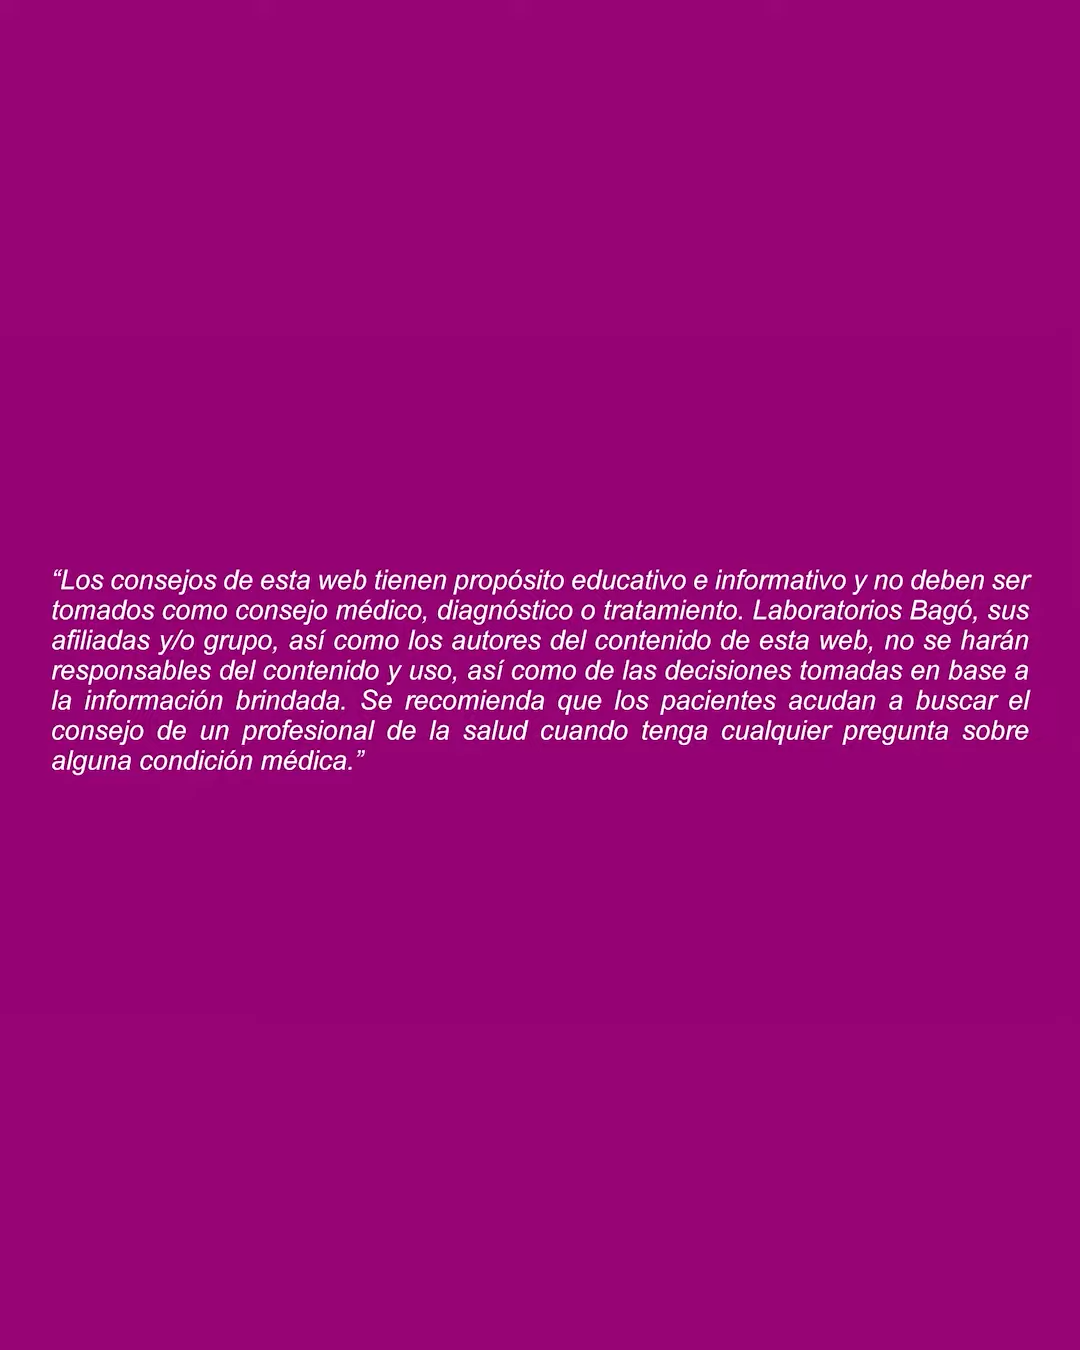 “Los consejos de esta web tienen propósito educativo e informativo y no deben ser
tomados como consejo médico, diagnóstico o tratamiento. Laboratorios Bagó, sus
afiliadas y/o grupo, así como los autores del contenido de esta web, no se harán
responsables del contenido y uso, así como de las decisiones tomadas en base a
la información brindada. Se recomienda que los pacientes acudan a buscar el
consejo de un profesional de la salud cuando tenga cualquier pregunta sobre
alguna condición médica.”